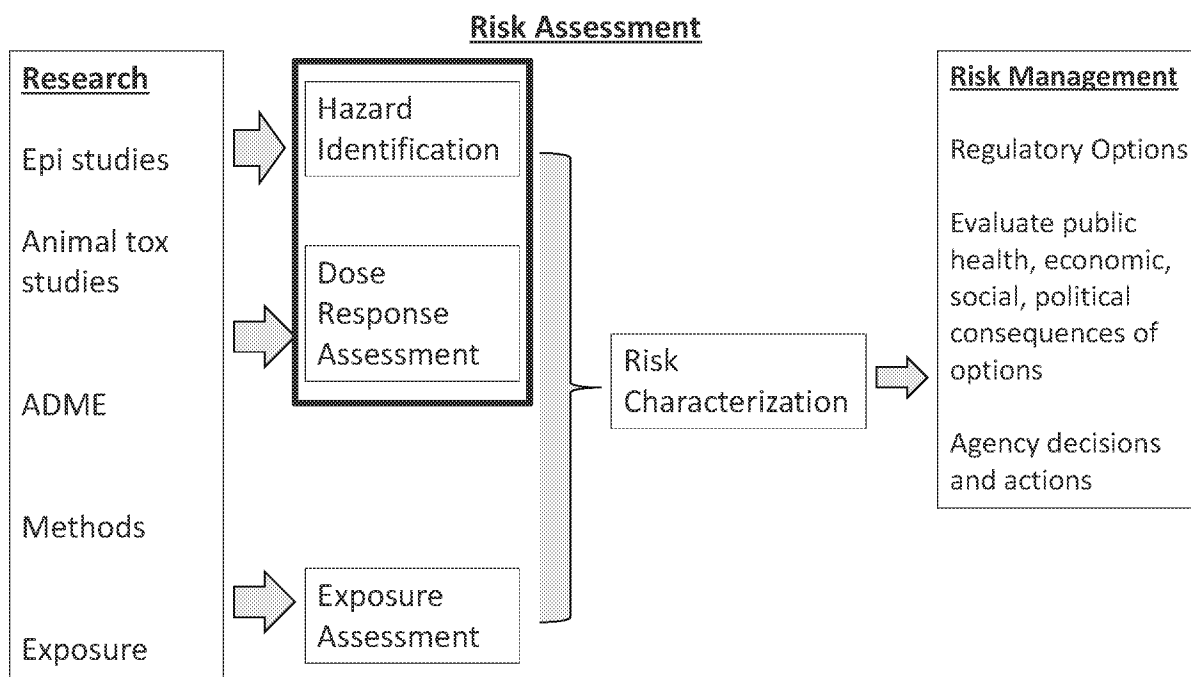 Risk Assessment
Research
Epi studies
Animal tox
studies
ADME
Methods
Exposure
Hazard
Identification
Dose
Response
Assessment
Exposure
Assessment
Risk
Characterization
Risk Management
Regulatory Options
Evaluate public
health, economic,
social, political
consequences of
options
Agency decisions
and actions